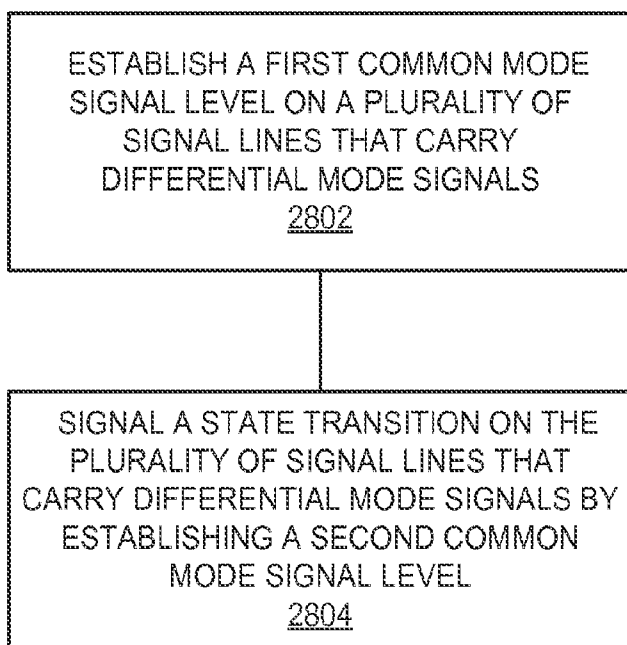 ESTABLISH A FIRST COMMON MODE
SIGNAL LEVEL ON A PLURALITY OF
SIGNAL LINES THAT CARRY
DIFFERENTIAL MODE SIGNALS
2802
SIGNAL A STATE TRANSITION ON THE
PLURALITY OF SIGNAL LINES THAT
CARRY DIFFERENTIAL MODE SIGNALS BY
ESTABLISHING A SECOND COMMON
MODE SIGNAL LEVEL
2804